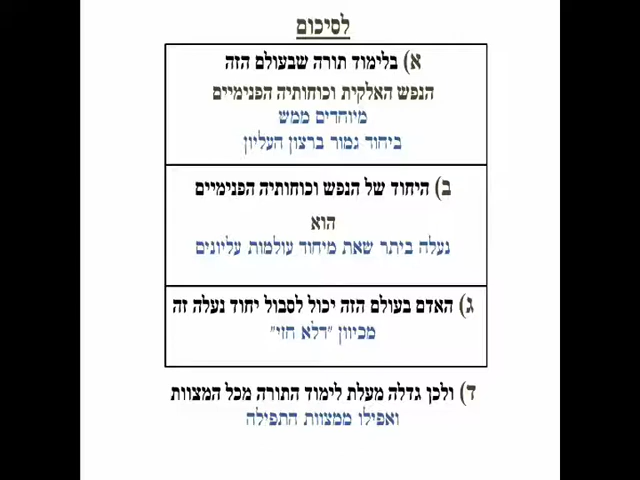 לסיכום
א) בלימוד תורה שבעולם הזה
הנפש האלקית וכוחותיה הפנימיים
מיוחדים ממש
ביחוד גמור ברצון העליון
ב) היחוד של הנפש וכוחותיה הפנימיים
הוא
נעלה ביתר שאת מיחוד עולמות עליונים
ג) האדם בעולם הזה יכול לסבול יחוד נעלה זה
מכיוון "דלא חזי"
ד) ולכן גדלה מעלת לימוד התורה מכל המצוות
ואפילו ממצוות התפילה